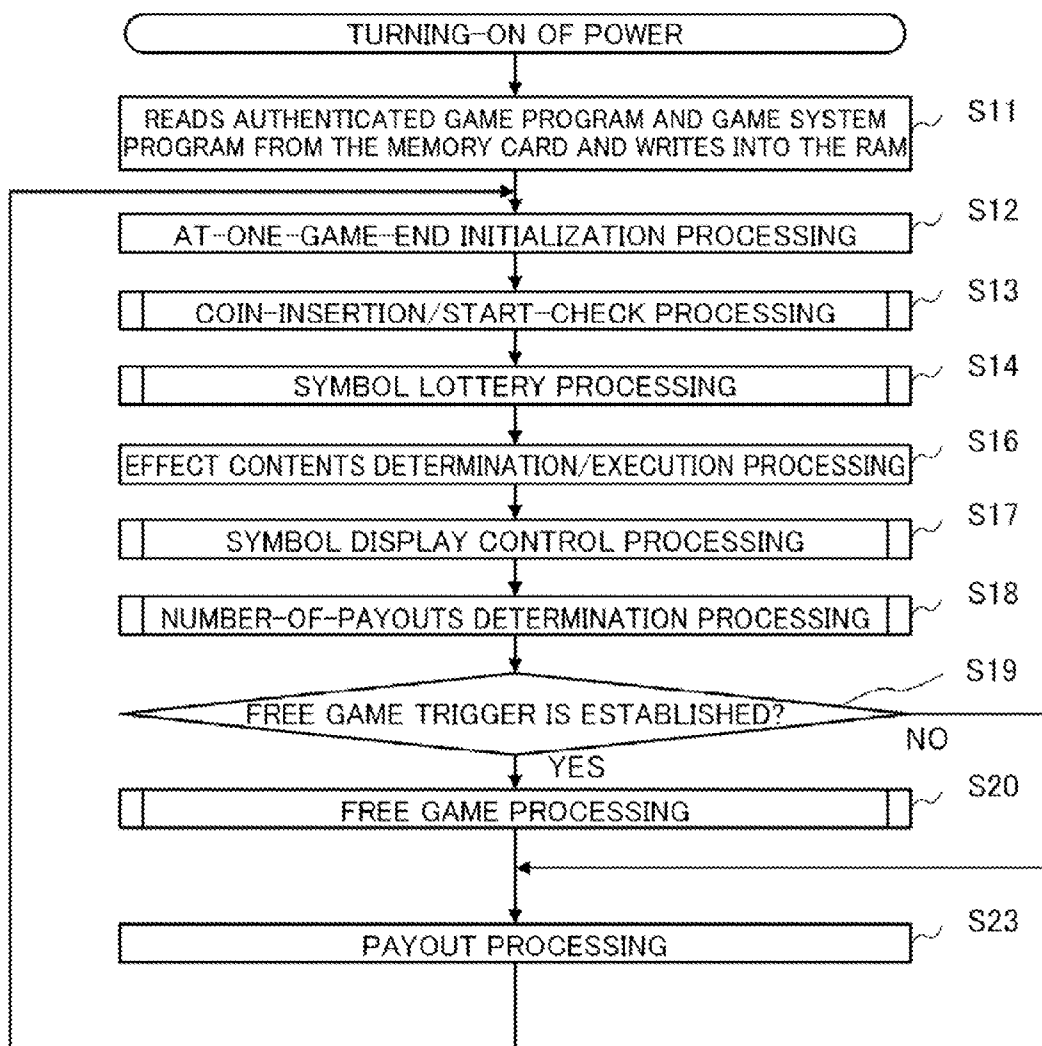 TURNING-ON OF POWER
READS AUTHENTICATED GAME PROGRAM AND GAME SYSTEM
PROGRAM FROM THE MEMORY CARD AND WRITES INTO THE RAM
S11
AT-ONE-GAME-END INITIALIZATION PROCESSING
S12
COIN-INSERTION/START-CHECK PROCESSING
S13
SYMBOL LOTTERY PROCESSING
S14
EFFECT CONTENTS DETERMINATION/EXECUTION PROCESSING
S16
SYMBOL DISPLAY CONTROL PROCESSING
S17
NUMBER-OF-PAYOUTS DETERMINATION PROCESSING
S18
FREE GAME TRIGGER IS ESTABLISHED?
S19
NO
YES
FREE GAME PROCESSING
S20
PAYOUT PROCESSING
S23